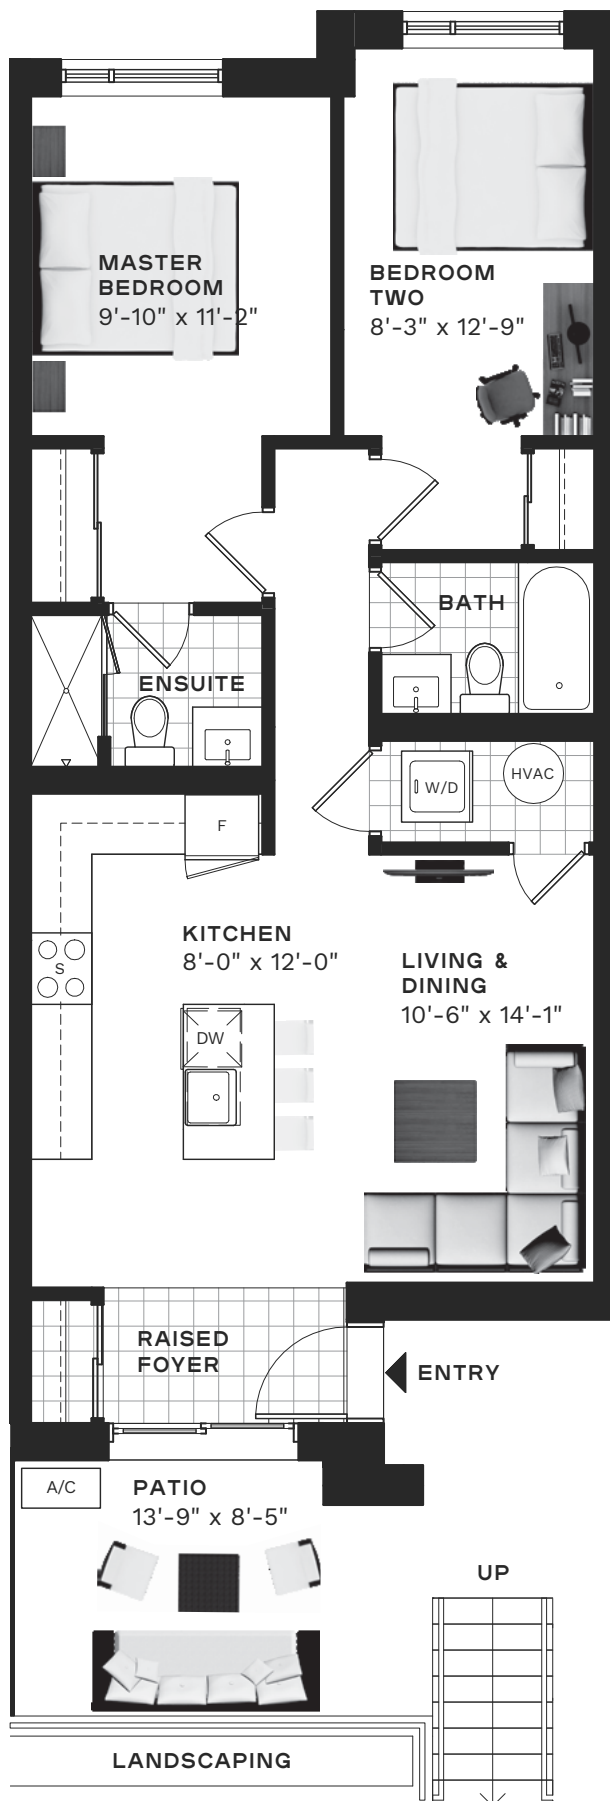 MASTER
BEDROOM
9'-10" x 11'-2"
BEDROOM
TWO
8'-3" x 12'-9"
BATH
ENSUITE
W/D
HVAC
F
KITCHEN
8'-0" x 12'-0"
S
LIVING &
DINING
10'-6" x 14'-1"
DW
RAISED
FOYER
ENTRY
A/C
PATIO
13'-9" x 8'-5"
UP
LANDSCAPING